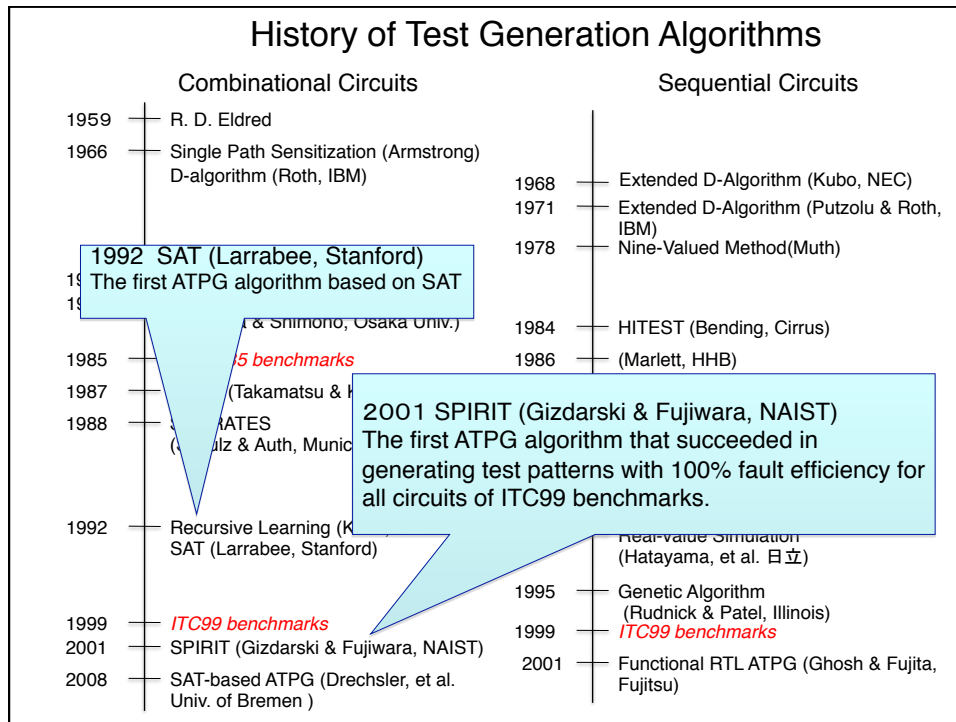 History of Test Generation Algorithms
Combinational Circuits
1959 R. D. Eldred
1966 Single Path Sensitization (Armstrong)
D-algorithm (Roth, IBM)
1992 SAT (Larrabee, Stanford)
The first ATPG algorithm based on SAT
& Shimono, Osaka Univ.)
1985
benchmarks
1987
(Takamatsu &
1988
& Auth,
1992 Recursive Learning
SAT (Larrabee, Stanford)
1999 ITC99 benchmarks
2001 SPIRIT (Gizdarski & Fujiwara, NAIST)
2008 SAT-based ATPG (Drechsler, et al.
Univ. of Bremen )
Sequential Circuits
1968 Extended D-Algorithm (Kubo, NEC)
1971 Extended D-Algorithm (Putzolu & Roth,
IBM)
1978 Nine-Valued Method(Muth)
1984 HITEST (Bending, Cirrus)
1986 (Marlett, HHB)
2001 SPIRIT (Gizdarski & Fujiwara, NAIST)
The first ATPG algorithm that succeeded in
generating test patterns with 100% fault efficiency for
all circuits of ITC99 benchmarks.
Real-value Simulation
(Hatayama, et al. 日立)
1995 Genetic Algorithm
(Rudnick & Patel, Illinois)
1999 ITC99 benchmarks
2001 Functional RTL ATPG (Ghosh & Fujita,
Fujitsu)